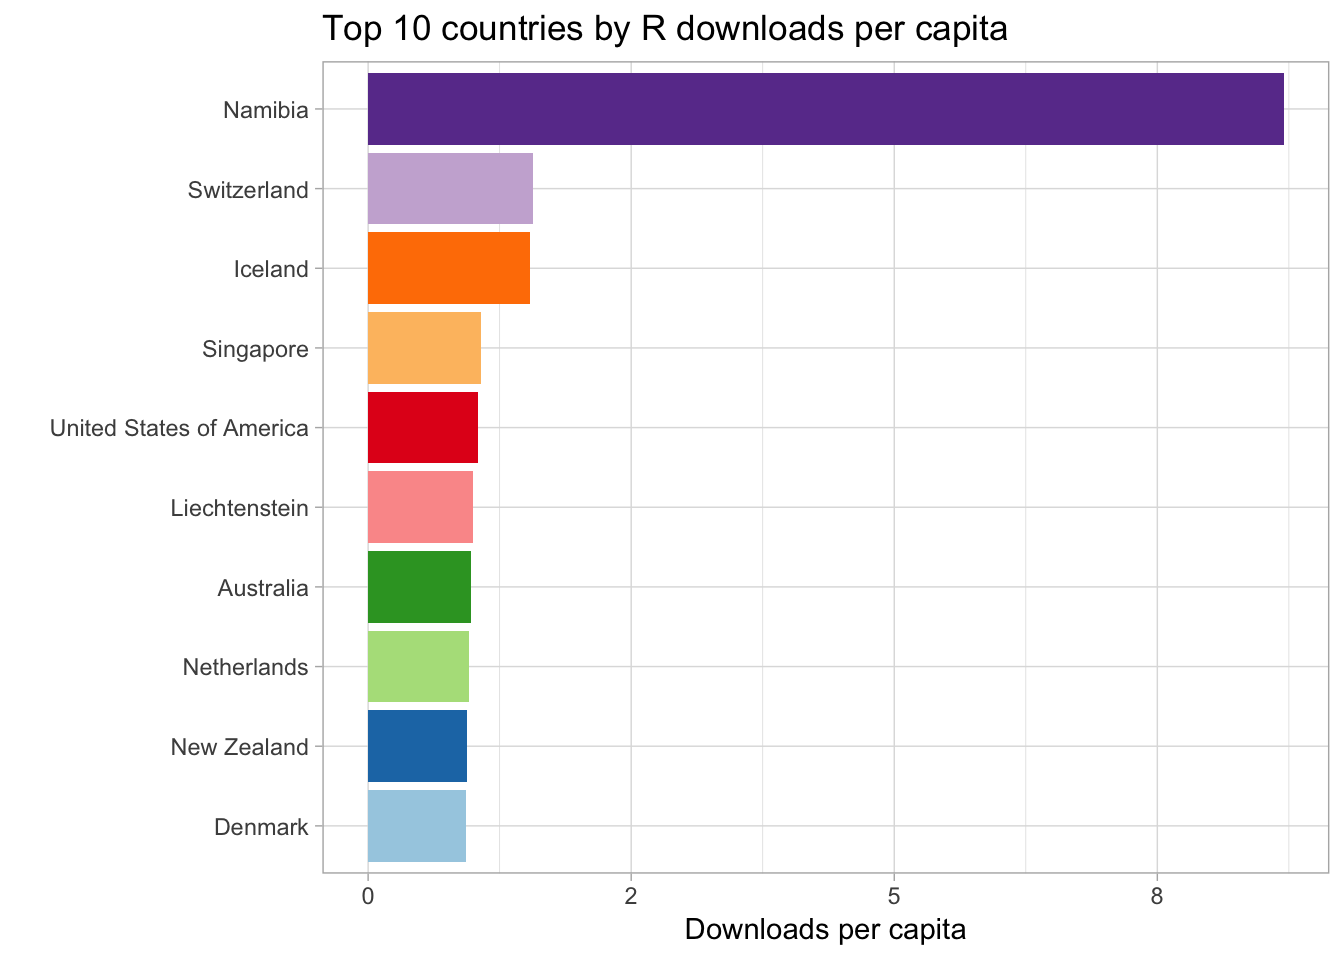 Top 10 countries by R downloads per capita
Namibia
Switzerland
Iceland
Singapore
United States of America
Liechtenstein
Australia
Netherlands
New Zealand
Denmark
0 2 5 8
Downloads per capita